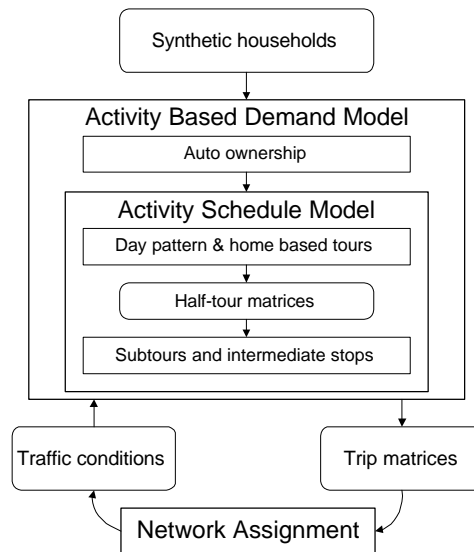 Synthetic households
Activity Based Demand Model
Auto ownership
Activity Schedule Model
Day pattern & home based tours
Half-tour matrices
Subtours and intermediate stops
Traffic conditions
Trip matrices
Network Assignment